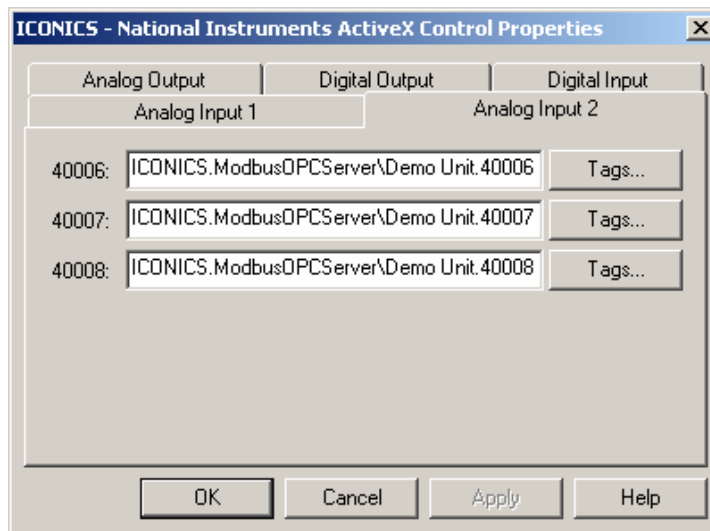 ICONICS - National Instruments ActiveX Control Properties
Analog Output Digital Output Digital Input
Analog Input 1 Analog Input 2
40006: ICONICS.ModbusOPCServer\Demo Unit.40006 Tags...
40007: ICONICS.ModbusOPCServer\Demo Unit.40007 Tags...
40008: ICONICS.ModbusOPCServer\Demo Unit.40008 Tags...
OK Cancel Apply Help